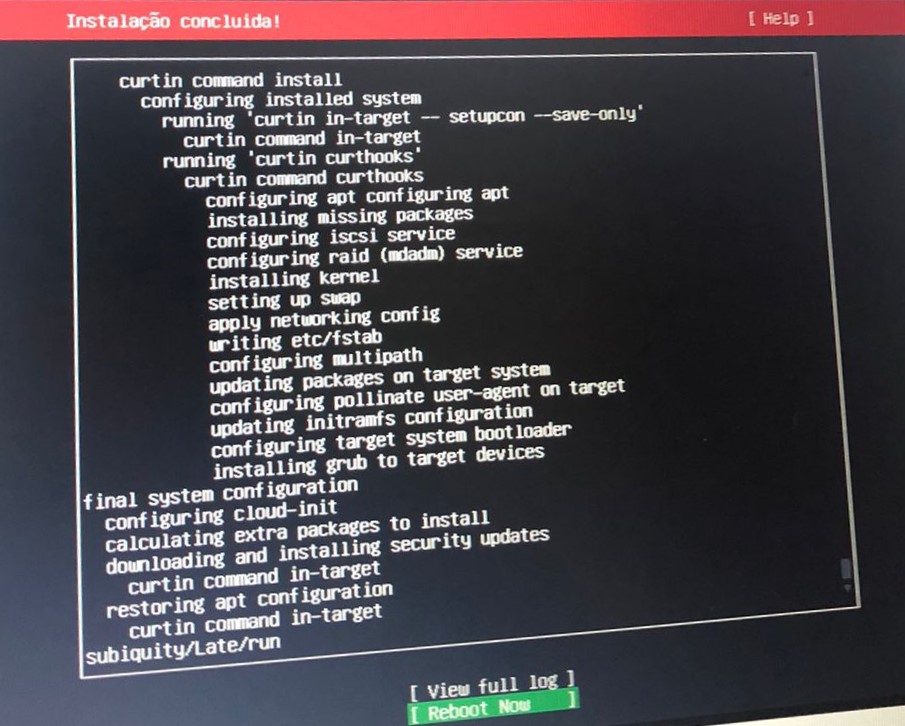 Instalação concluida!
[ Help ]
curtin command install
configuring installed system
running 'curtin in-target -- setupcon --save-only'
curtin command in-target
running 'curtin curthooks'
curtin command curthooks
configuring apt configuring apt
installing missing packages
configuring iscsi service
configuring raid (mdadm) service
installing kernel
setting up swap
apply networking config
writing etc/fstab
configuring multipath
updating packages on target system
configuring pollinate user-agent on target
updating initramfs configuration
configuring target system bootloader
installing grub to target devices
final system configuration
configuring cloud-init
calculating extra packages to install
downloading and installing security updates
curtin command in-target
restoring apt configuration
curtin command in-target
subiquity/Late/run
[ View full log ]
[ Reboot Now ]